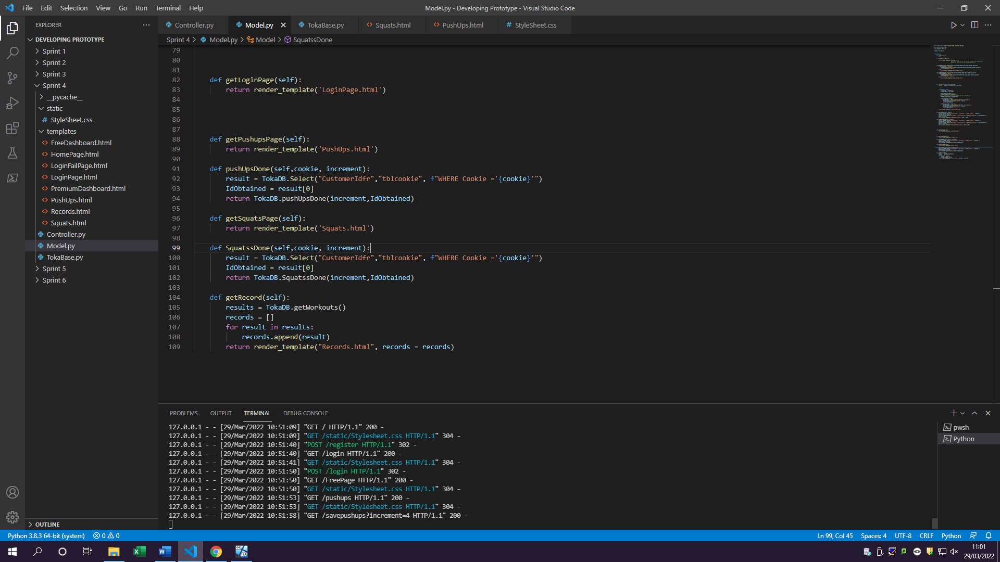 File Edit Selection View Go Run Terminal Help
Model.py - Developing Prototype - Visual Studio Code
EXPLORER
DEVELOPING PROTOTYPE
Sprint 1
Sprint 2
Sprint 3
Sprint 4
__pycache__
static
# StyleSheet.css
templates
<> FreeDashboard.html
<> HomePage.html
<> LoginFailPage.html
<> LoginPage.html
<> PremiumDashboard.html
<> PushUps.html
<> Records.html
<> Squats.html
Controller.py
Model.py
TokaBase.py
Sprint 5
Sprint 6
OUTLINE
Controller.py Model.py TokaBase.py <> Squats.html <> PushUps.html # StyleSheet.css
Sprint 4 > Model.py > Model > SquatssDone
79
80
81
82 def getLoginPage(self):
83 return render_template('LoginPage.html')
84
85
86
87
88 def getPushupsPage(self):
89 return render_template('PushUps.html')
90
91 def pushUpsDone(self,cookie, increment):
92 result = TokaDB.Select("CustomerIdfr","tblcookie", f"WHERE Cookie ='{cookie}'")
93 IdObtained = result[0]
94 return TokaDB.pushUpsDone(increment,IdObtained)
95
96 def getSquatsPage(self):
97 return render_template('Squats.html')
98
99 def SquatssDone(self,cookie, increment):
100 result = TokaDB.Select("CustomerIdfr","tblcookie", f"WHERE Cookie ='{cookie}'")
101 IdObtained = result[0]
102 return TokaDB.SquatssDone(increment,IdObtained)
103
104 def getRecord(self):
105 results = TokaDB.getWorkouts()
106 records = []
107 for result in results:
108 records.append(result)
109 return render_template("Records.html", records = records)
PROBLEMS OUTPUT TERMINAL DEBUG CONSOLE
127.0.0.1 - - [29/Mar/2022 10:51:09] "GET / HTTP/1.1" 200 -
127.0.0.1 - - [29/Mar/2022 10:51:09] "GET /static/Stylesheet.css HTTP/1.1" 304 -
127.0.0.1 - - [29/Mar/2022 10:51:40] "POST /register HTTP/1.1" 302 -
127.0.0.1 - - [29/Mar/2022 10:51:40] "GET /login HTTP/1.1" 200 -
127.0.0.1 - - [29/Mar/2022 10:51:41] "GET /static/Stylesheet.css HTTP/1.1" 304 -
127.0.0.1 - - [29/Mar/2022 10:51:50] "POST /login HTTP/1.1" 302 -
127.0.0.1 - - [29/Mar/2022 10:51:50] "GET /FreePage HTTP/1.1" 200 -
127.0.0.1 - - [29/Mar/2022 10:51:50] "GET /static/Stylesheet.css HTTP/1.1" 304 -
127.0.0.1 - - [29/Mar/2022 10:51:53] "GET /pushups HTTP/1.1" 200 -
127.0.0.1 - - [29/Mar/2022 10:51:53] "GET /static/Stylesheet.css HTTP/1.1" 304 -
127.0.0.1 - - [29/Mar/2022 10:51:58] "GET /savepushups?increment=4 HTTP/1.1" 200 -
pwsh
Python
Python 3.8.3 64-bit (system) 0 0
Ln 99, Col 45 Spaces: 4 UTF-8 CRLF Python
11:01
29/03/2022